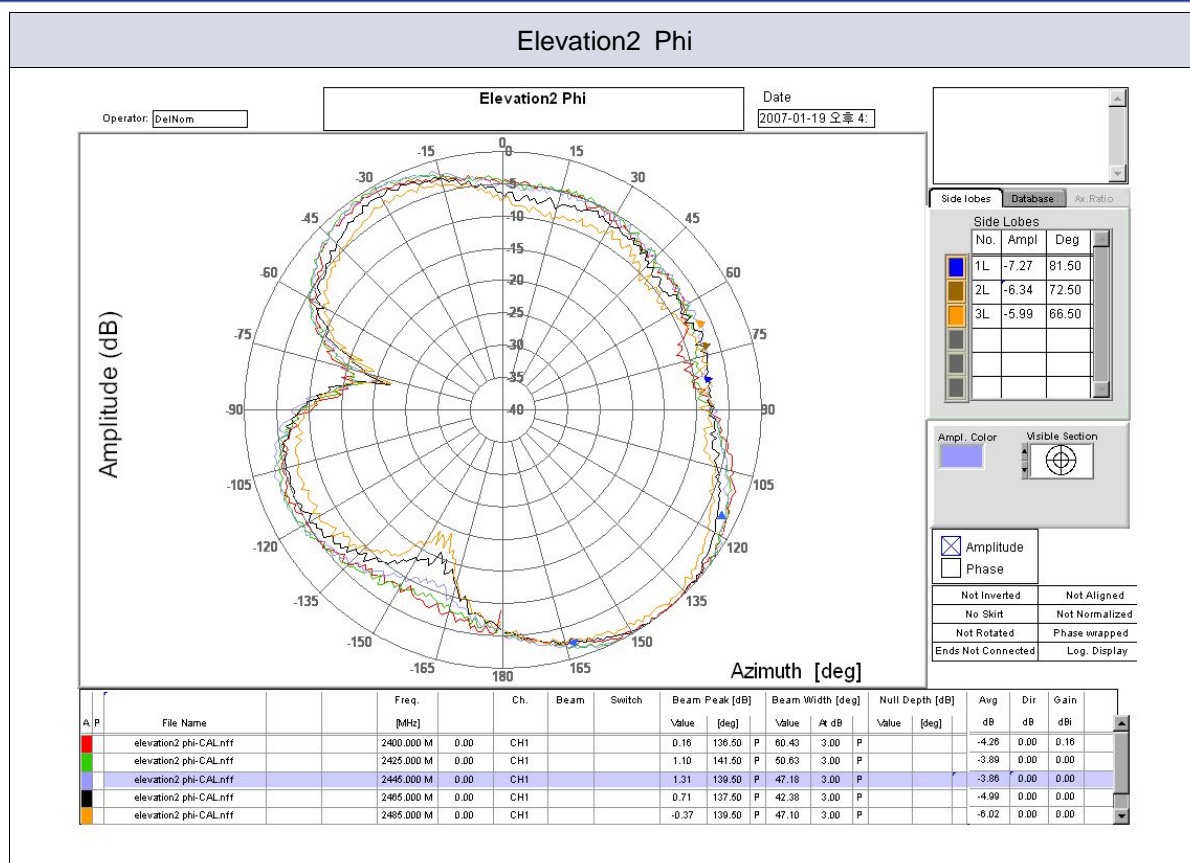 Elevation2 Phi
Elevation2 Phi
Operator: DelNom
Date
2007-01-19 오후 4:
Amplitude (dB)
Azimuth [deg]
0
15
30
45
60
75
90
105
120
135
150
165
180
-165
-150
-135
-120
-105
-90
-75
-60
-45
-30
-15
0
-5
-10
-15
-20
-25
-30
-35
-40
Side lobes Database Ax.Ratio
Side Lobes
No. Ampl Deg
1L -7.27 81.50
2L -6.34 72.50
3L -5.99 66.50
Ampl. Color Visible Section
Amplitude
Phase
Not Inverted Not Aligned
No Skirt Not Normalized
Not Rotated Phase wrapped
Ends Not Connected Log. Display
Freq. Ch. Beam Switch Beam Peak [dB] Beam Width [deg] Null Depth [dB] Avg Dir Gain
A P File Name [MHz] Value [deg] Value At dB Value [deg] dB dB dBi
elevation2 phi-CAL.nff 2400.000 M 0.00 CH1 0.16 136.50 P 60.43 3.00 P -4.26 0.00 0.16
elevation2 phi-CAL.nff 2425.000 M 0.00 CH1 1.10 141.50 P 50.63 3.00 P -3.89 0.00 0.00
elevation2 phi-CAL.nff 2445.000 M 0.00 CH1 1.31 139.50 P 47.18 3.00 P -3.86 0.00 0.00
elevation2 phi-CAL.nff 2465.000 M 0.00 CH1 0.71 137.50 P 42.38 3.00 P -4.99 0.00 0.00
elevation2 phi-CAL.nff 2485.000 M 0.00 CH1 -0.37 139.50 P 47.10 3.00 P -6.02 0.00 0.00